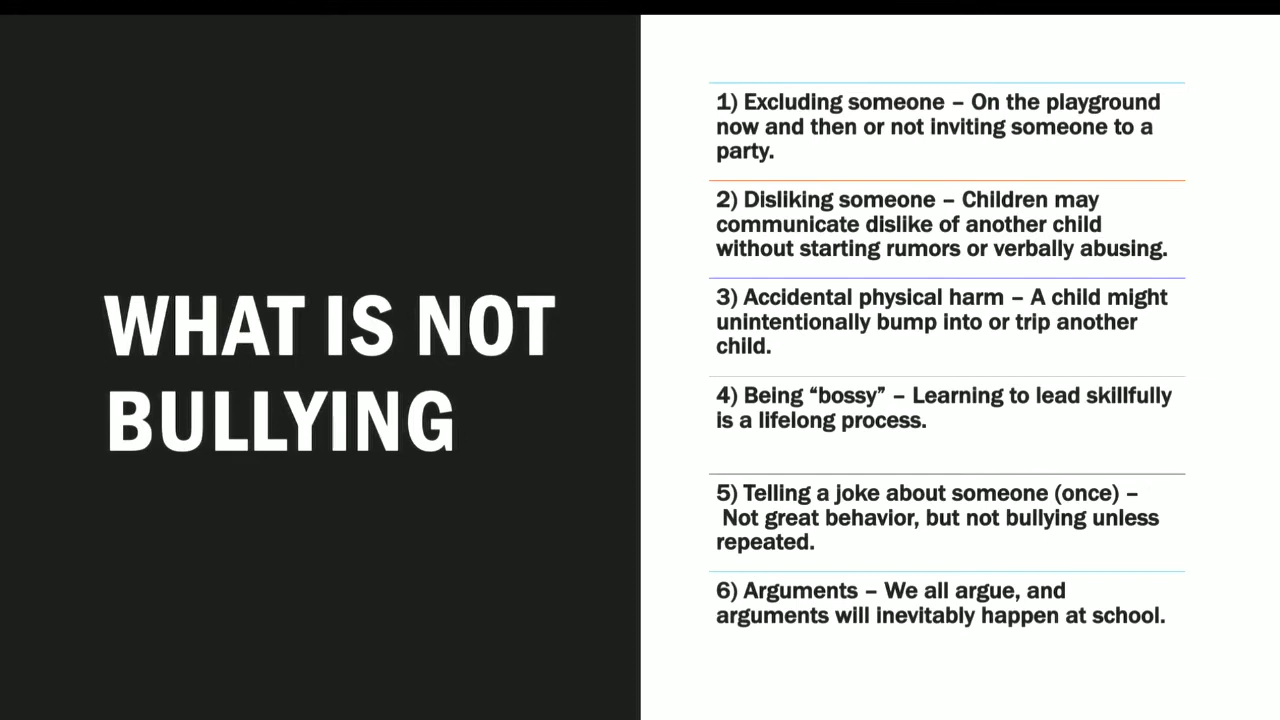 WHAT IS NOT
BULLYING
1) Excluding someone – On the playground
now and then or not inviting someone to a
party.
2) Disliking someone – Children may
communicate dislike of another child
without starting rumors or verbally abusing.
3) Accidental physical harm – A child might
unintentionally bump into or trip another
child.
4) Being “bossy” – Learning to lead skillfully
is a lifelong process.
5) Telling a joke about someone (once) –
Not great behavior, but not bullying unless
repeated.
6) Arguments – We all argue, and
arguments will inevitably happen at school.